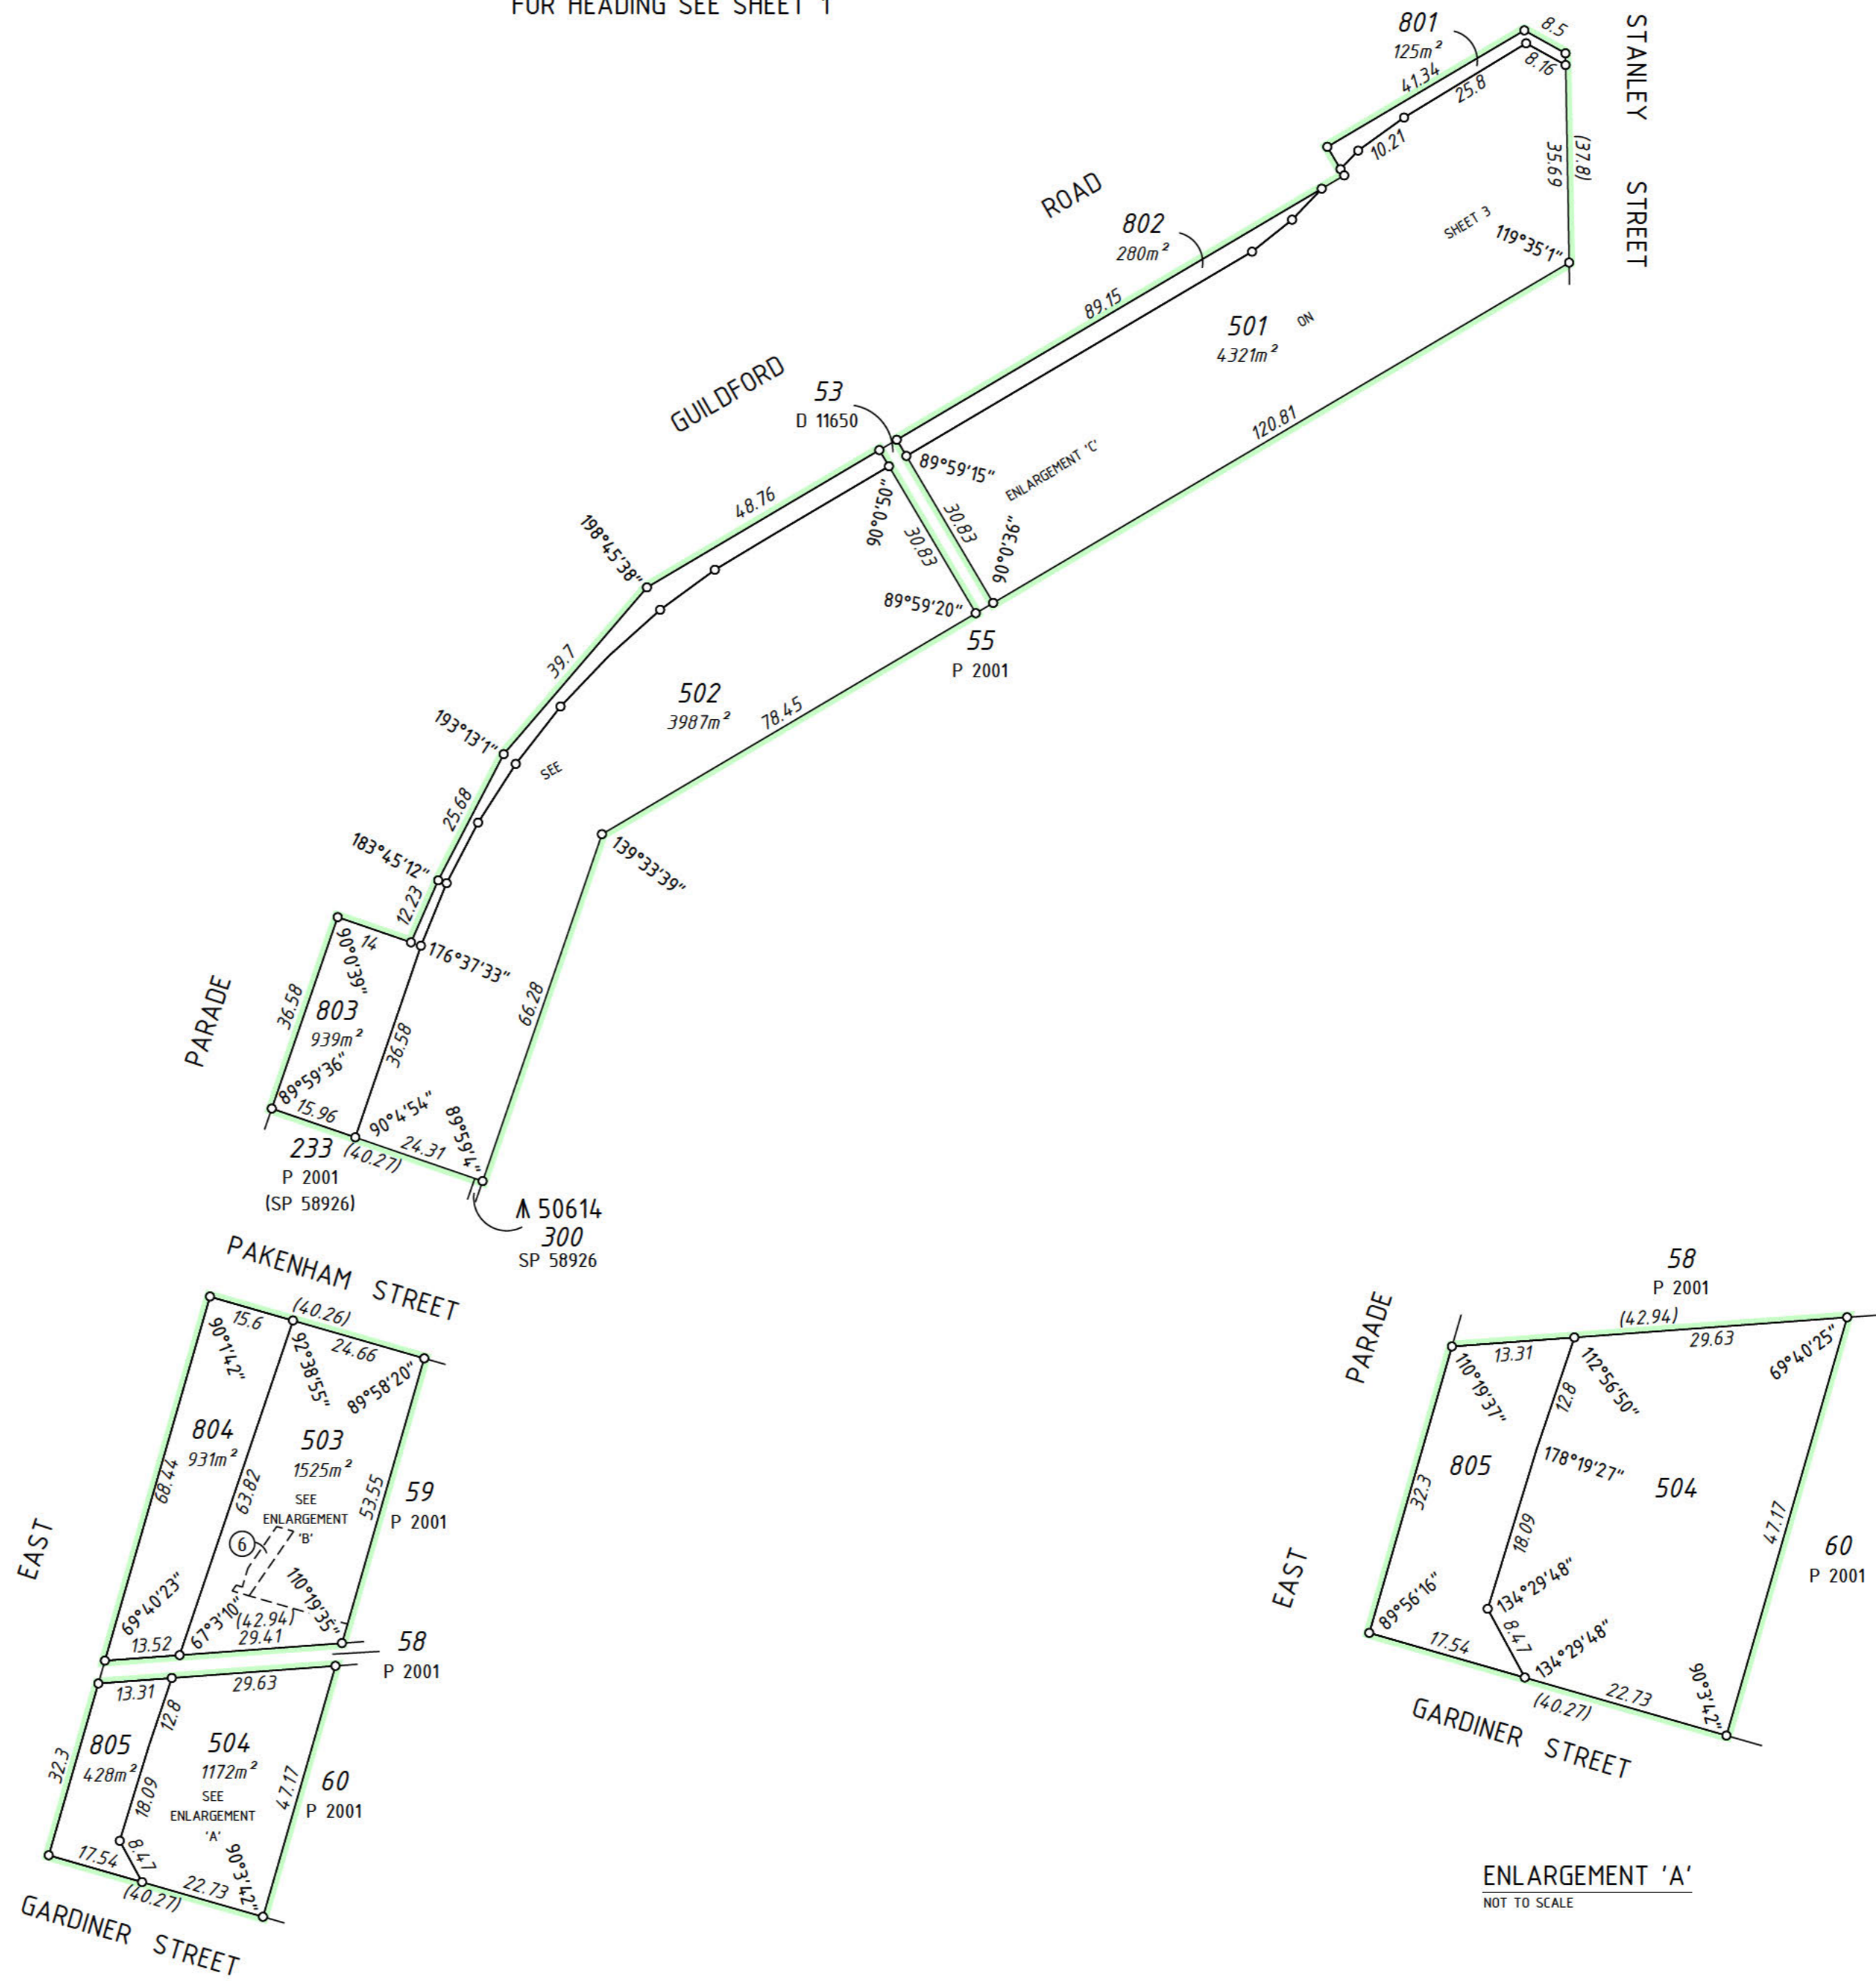 FOR HEADING SEE SHEET 1
801
125m²
8.5
8.16
41.34
25.8
10.21
STANLEY STREET
(37.8)
35.69
119°35'1"
SHEET 3
ROAD
802
280m²
89.15
501
4321m²
ON
120.81
GUILDFORD
53
D 11650
89°59'15"
ENLARGEMENT 'C'
48.76
90°0'50"
30.83
30.83
90°0'36"
198°45'38"
89°59'20"
55
P 2001
39.7
502
3987m²
78.45
193°13'1"
SEE
25.68
183°45'12"
139°33'39"
12.23
14
90°0'39"
176°37'33"
PARADE
36.58
803
939m²
36.58
66.28
89°59'36"
15.96
90°4'54"
89°59'4"
24.31
233
(40.27)
P 2001
(SP 58926)
50614
300
SP 58926
PAKENHAM STREET
(40.26)
15.6
24.66
90°1'42"
92°38'55"
89°58'20"
804
931m²
503
1525m²
SEE
ENLARGEMENT
'B'
6
68.44
63.82
53.55
59
P 2001
EAST
69°40'23"
67°3'10"
110°19'35"
(42.94)
13.52
29.41
58
P 2001
13.31
29.63
12.8
805
428m²
504
1172m²
SEE
ENLARGEMENT
'A'
32.3
18.09
47.17
60
P 2001
8.47
17.54
90°3'42"
22.73
(40.27)
GARDINER STREET
58
P 2001
PARADE
(42.94)
13.31
29.63
110°19'37"
112°56'50"
69°40'25"
12.8
805
178°19'27"
504
32.3
18.09
47.17
60
P 2001
EAST
89°56'16"
134°29'48"
8.47
17.54
134°29'48"
90°3'42"
22.73
(40.27)
GARDINER STREET
ENLARGEMENT 'A'
NOT TO SCALE